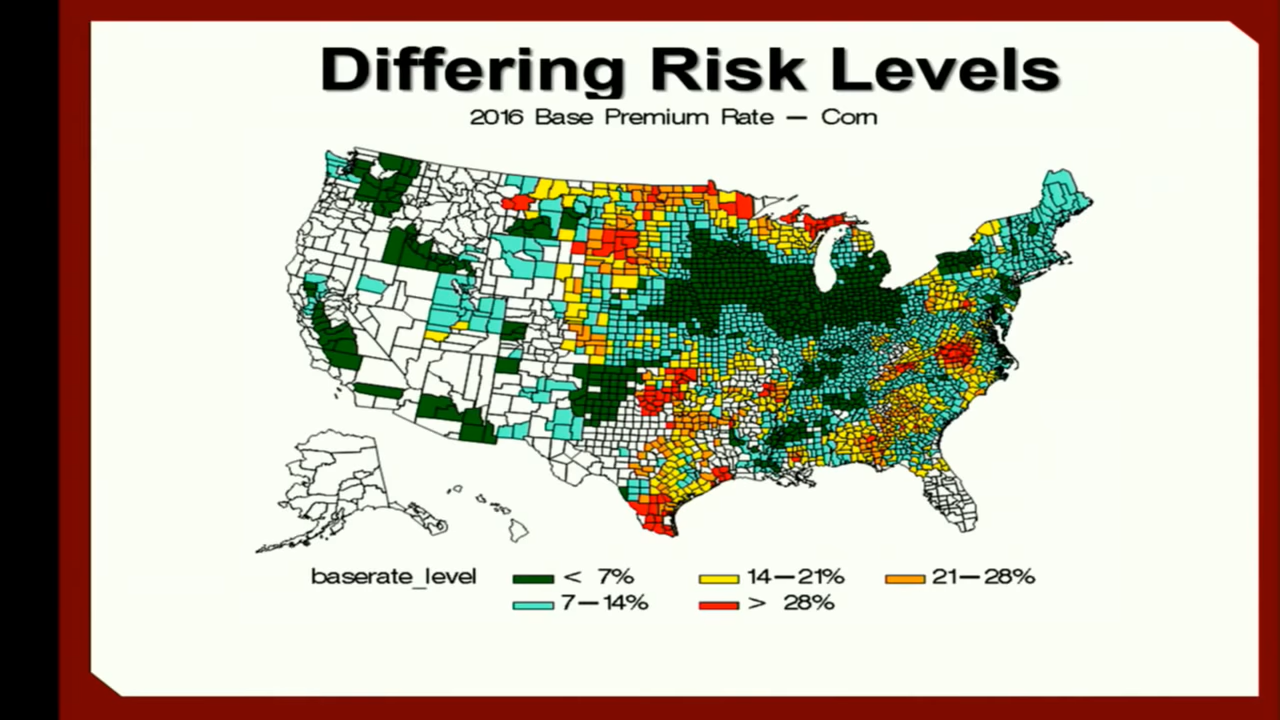 Differing Risk Levels
2016 Base Premium Rate — Corn
baserate_level
< 7%
14—21%
21—28%
7—14%
> 28%